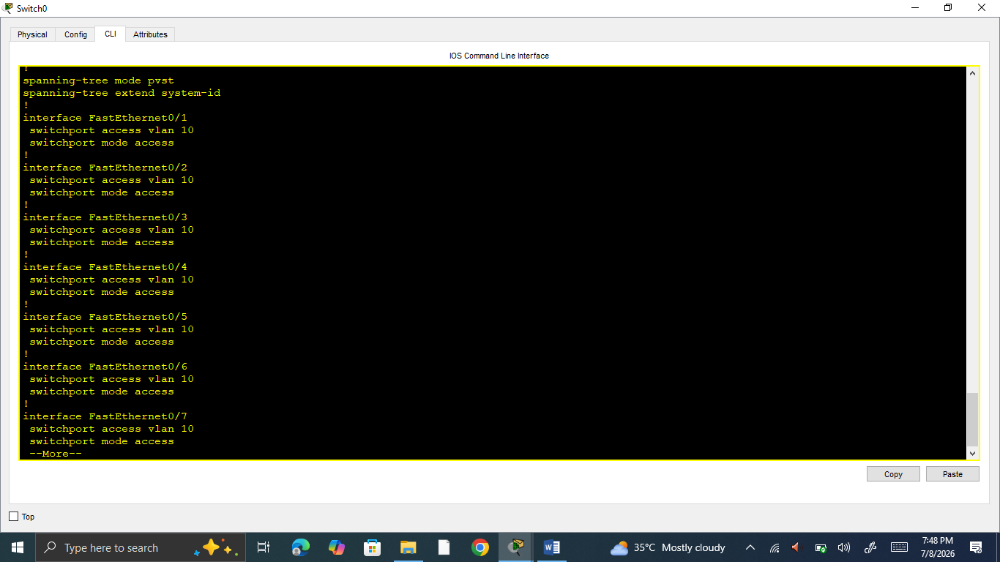 Switch0
Physical Config CLI Attributes
IOS Command Line Interface
!
spanning-tree mode pvst
spanning-tree extend system-id
!
interface FastEthernet0/1
switchport access vlan 10
switchport mode access
!
interface FastEthernet0/2
switchport access vlan 10
switchport mode access
!
interface FastEthernet0/3
switchport access vlan 10
switchport mode access
!
interface FastEthernet0/4
switchport access vlan 10
switchport mode access
!
interface FastEthernet0/5
switchport access vlan 10
switchport mode access
!
interface FastEthernet0/6
switchport access vlan 10
switchport mode access
!
interface FastEthernet0/7
switchport access vlan 10
switchport mode access
--More--
Copy Paste
Top
Type here to search
35°C Mostly cloudy
7:48 PM
7/8/2026